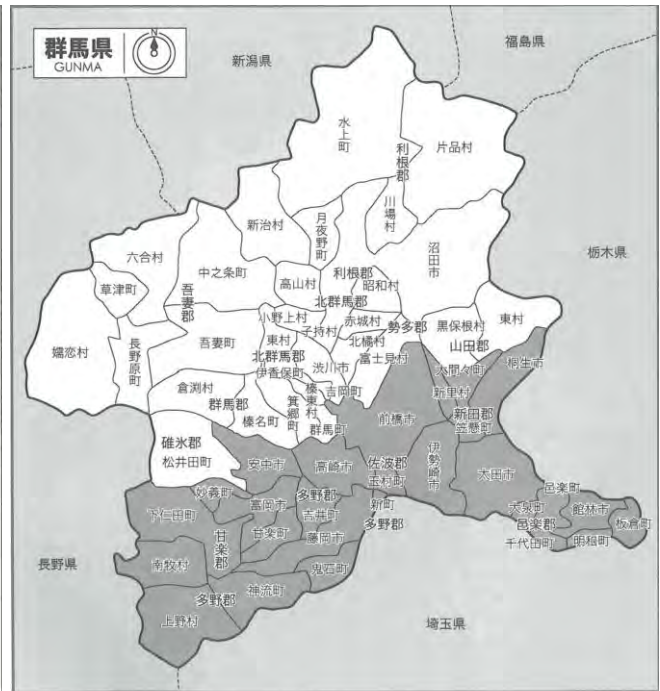 群馬県
GUNMA
N
新潟県
福島県
栃木県
長野県
埼玉県
水上町
利根郡
片品村
新治村
月夜野町
川場村
沼田市
六合村
中之条町
高山村
利根郡
昭和村
草津町
吾妻郡
北群馬郡
小野上村
子持村
赤城村
勢多郡
黒保根村
東村
嬬恋村
長野原町
吾妻町
東村
北橘村
山田郡
北群馬郡
渋川市
富士見村
大間々町
桐生市
伊香保町
倉渕村
榛東村
吉岡町
新里村
群馬郡
箕郷町
榛名町
群馬町
前橋市
新田郡
笠懸町
碓氷郡
松井田町
安中市
高崎市
佐波郡
玉村町
伊勢崎市
太田市
妙義町
富岡市
多野郡
吉井町
新町
多野郡
邑楽町
大泉町
館林市
板倉町
下仁田町
甘楽郡
甘楽町
藤岡市
邑楽郡
千代田町
明和町
南牧村
鬼石町
神流町
多野郡
上野村